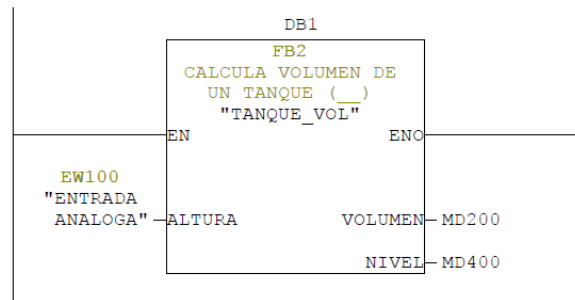 DB1
FB2
CALCULA VOLUMEN DE
UN TANQUE (__)
"TANQUE_VOL"
EN ENO
EW100
"ENTRADA
ANALOGA" ALTURA VOLUMEN MD200
NIVEL MD400